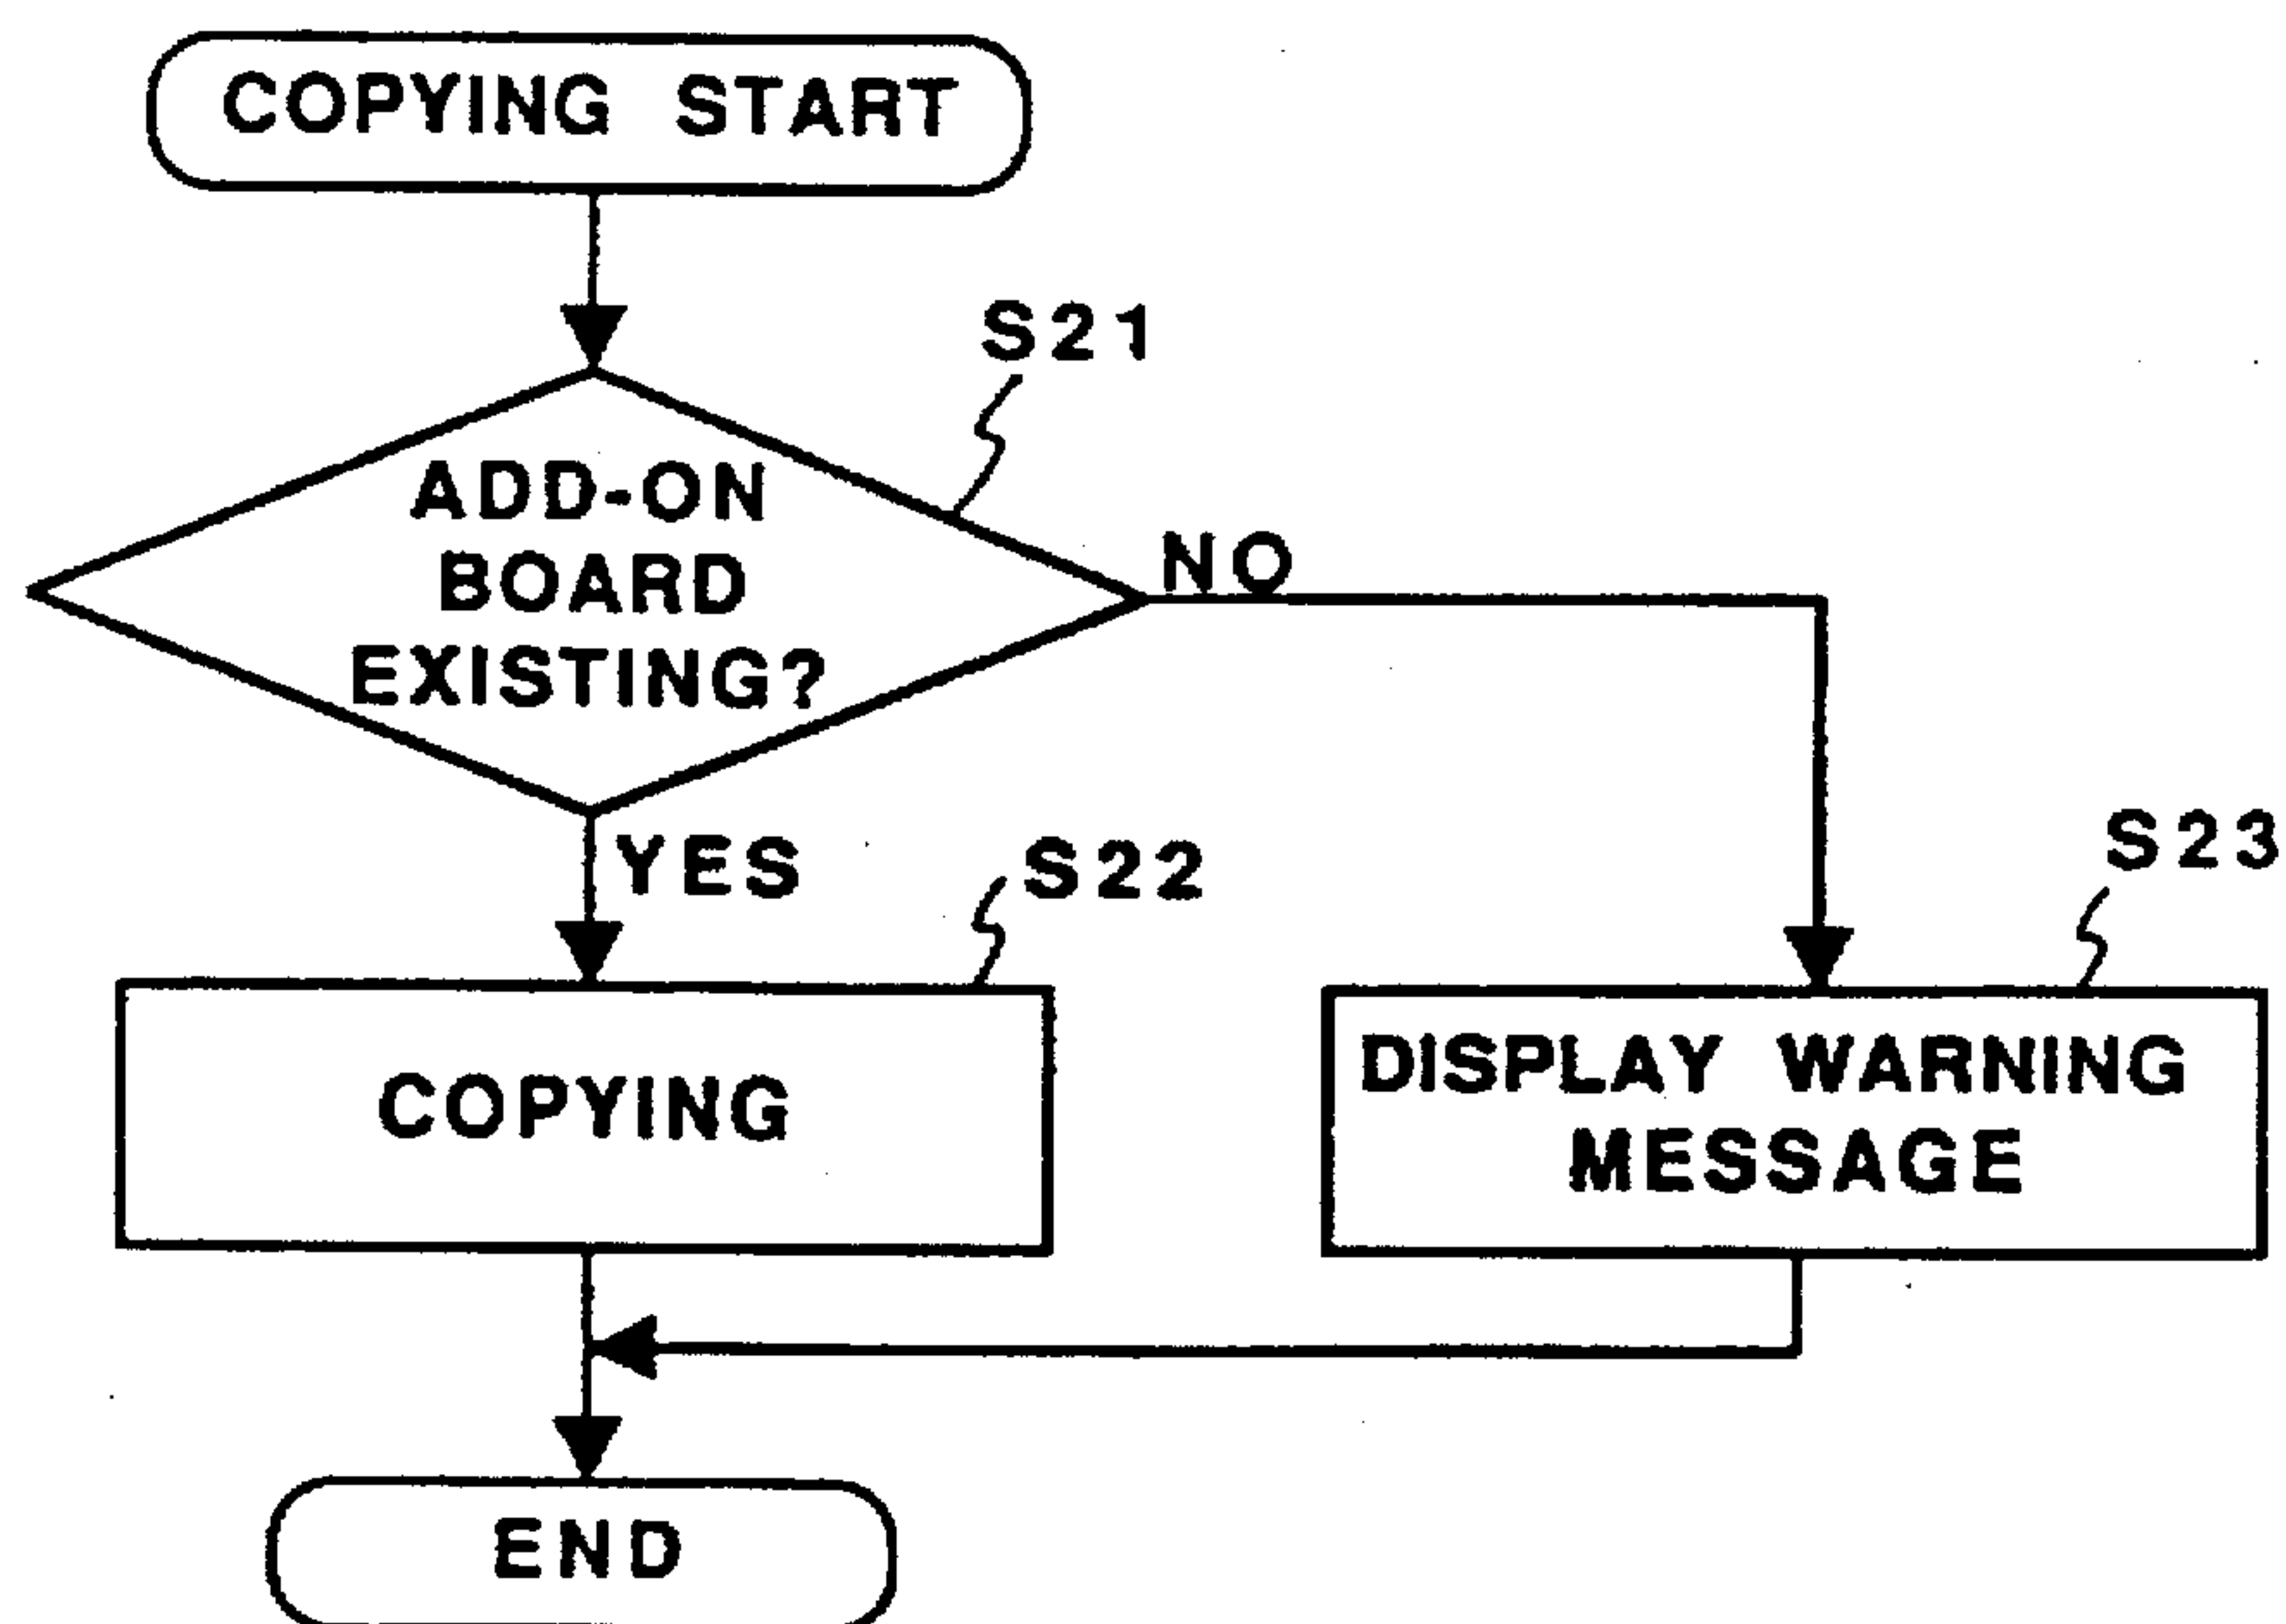 COPYING START
S21
ADD-ON
BOARD
EXISTING?
NO
YES
S22
S23
COPYING
DISPLAY WARNING
MESSAGE
END